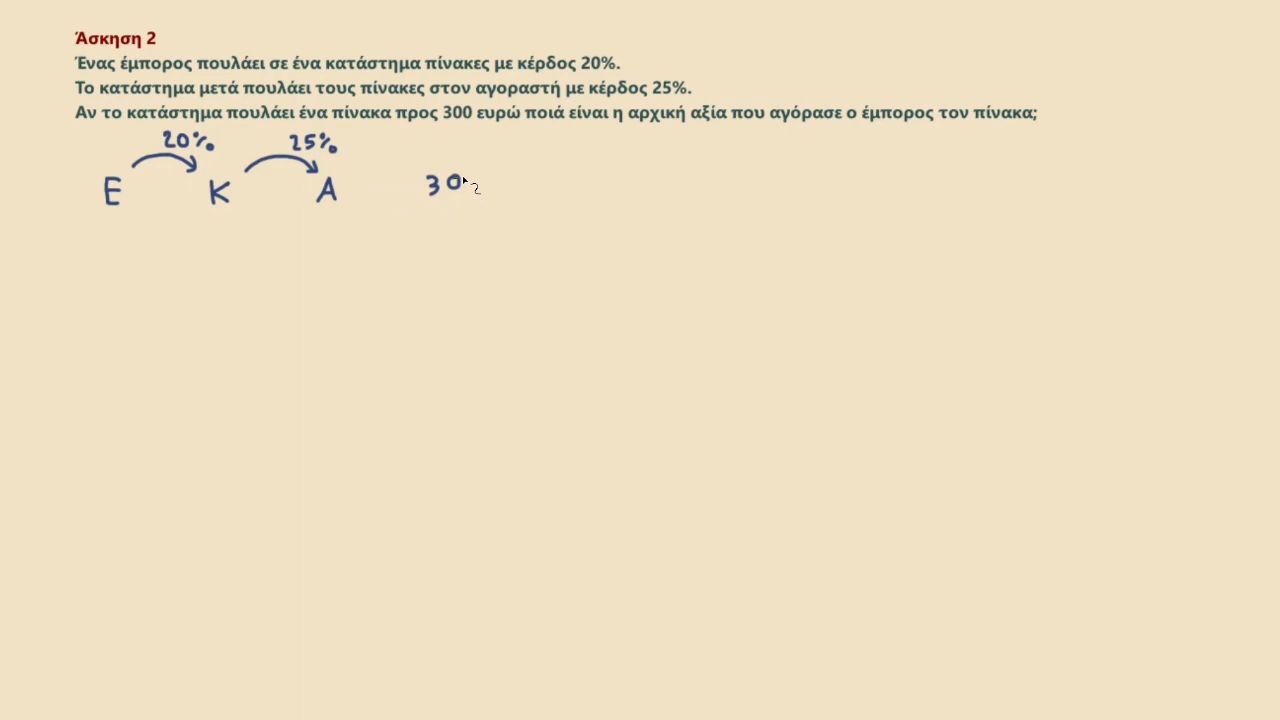 Άσκηση 2
Ένας έμπορος πουλάει σε ένα κατάστημα πίνακες με κέρδος 20%.
Το κατάστημα μετά πουλάει τους πίνακες στον αγοραστή με κέρδος 25%.
Αν το κατάστημα πουλάει ένα πίνακα προς 300 ευρώ ποιά είναι η αρχική αξία που αγόρασε ο έμπορος τον πίνακα;
20% 25%
Ε Κ Α 30